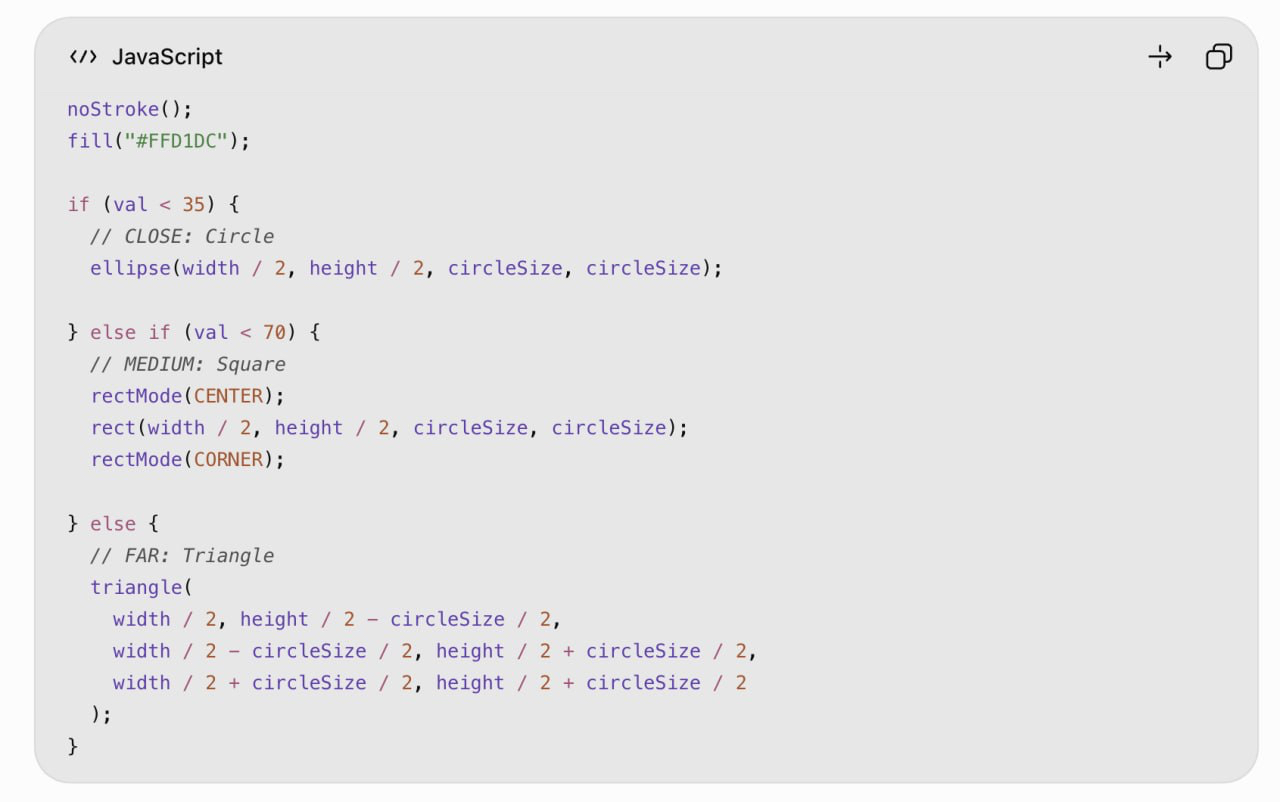 JavaScript
noStroke();
fill("#FFD1DC");
if (val < 35) {
// CLOSE: Circle
ellipse(width / 2, height / 2, circleSize, circleSize);
} else if (val < 70) {
// MEDIUM: Square
rectMode(CENTER);
rect(width / 2, height / 2, circleSize, circleSize);
rectMode(CORNER);
} else {
// FAR: Triangle
triangle(
width / 2, height / 2 - circleSize / 2,
width / 2 - circleSize / 2, height / 2 + circleSize / 2,
width / 2 + circleSize / 2, height / 2 + circleSize / 2
);
}